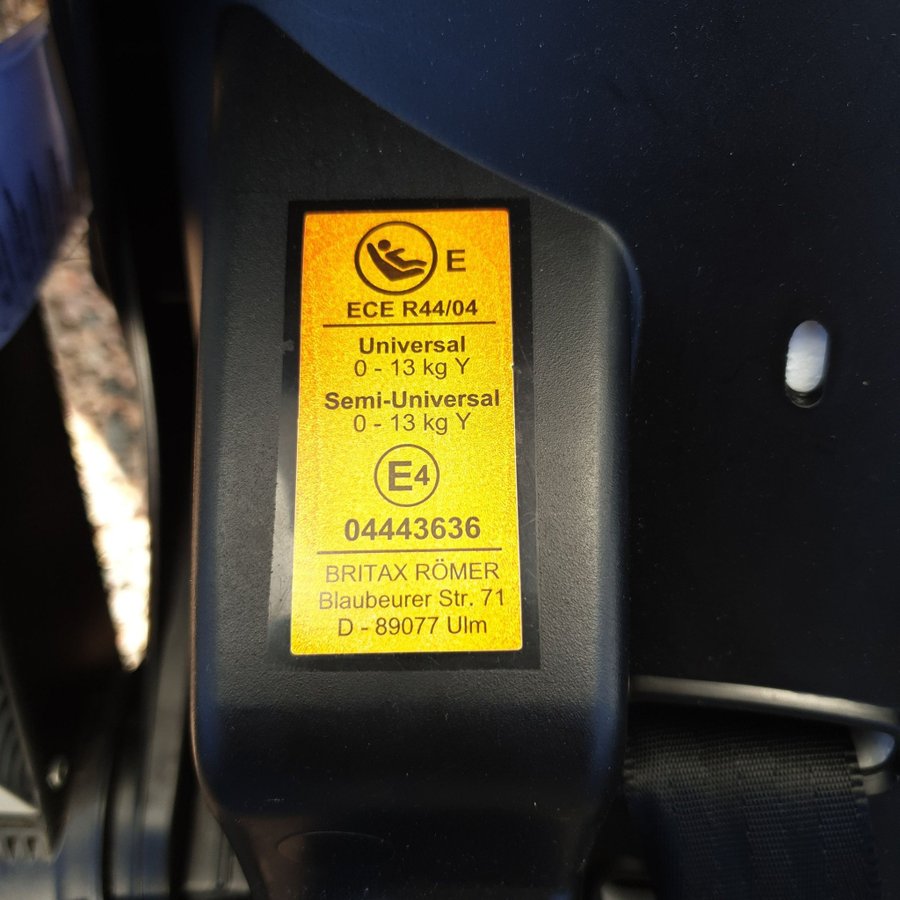 E
ECE R44/04
Universal
0 - 13 kg Y
Semi-Universal
0 - 13 kg Y
E4
04443636
BRITAX RÖMER
Blaubeurer Str. 71
D - 89077 Ulm